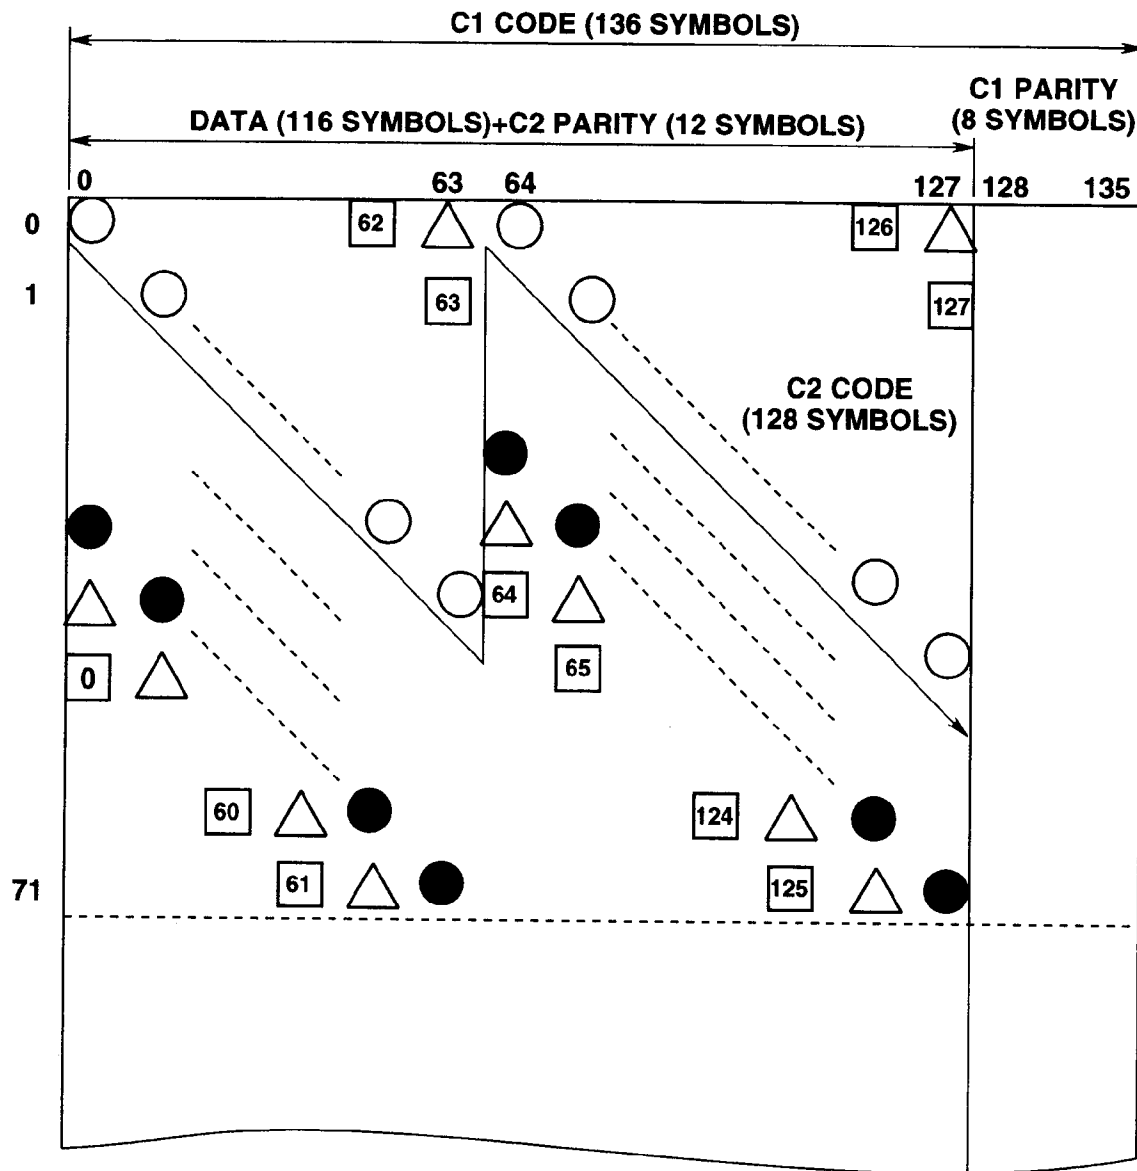 C1 CODE (136 SYMBOLS)
C1 PARITY
(8 SYMBOLS)
DATA (116 SYMBOLS)+C2 PARITY (12 SYMBOLS)
0 63 64 127 128 135
0 62 126
1 63 127
C2 CODE
(128 SYMBOLS)
64
0 65
60 124
71 61 125